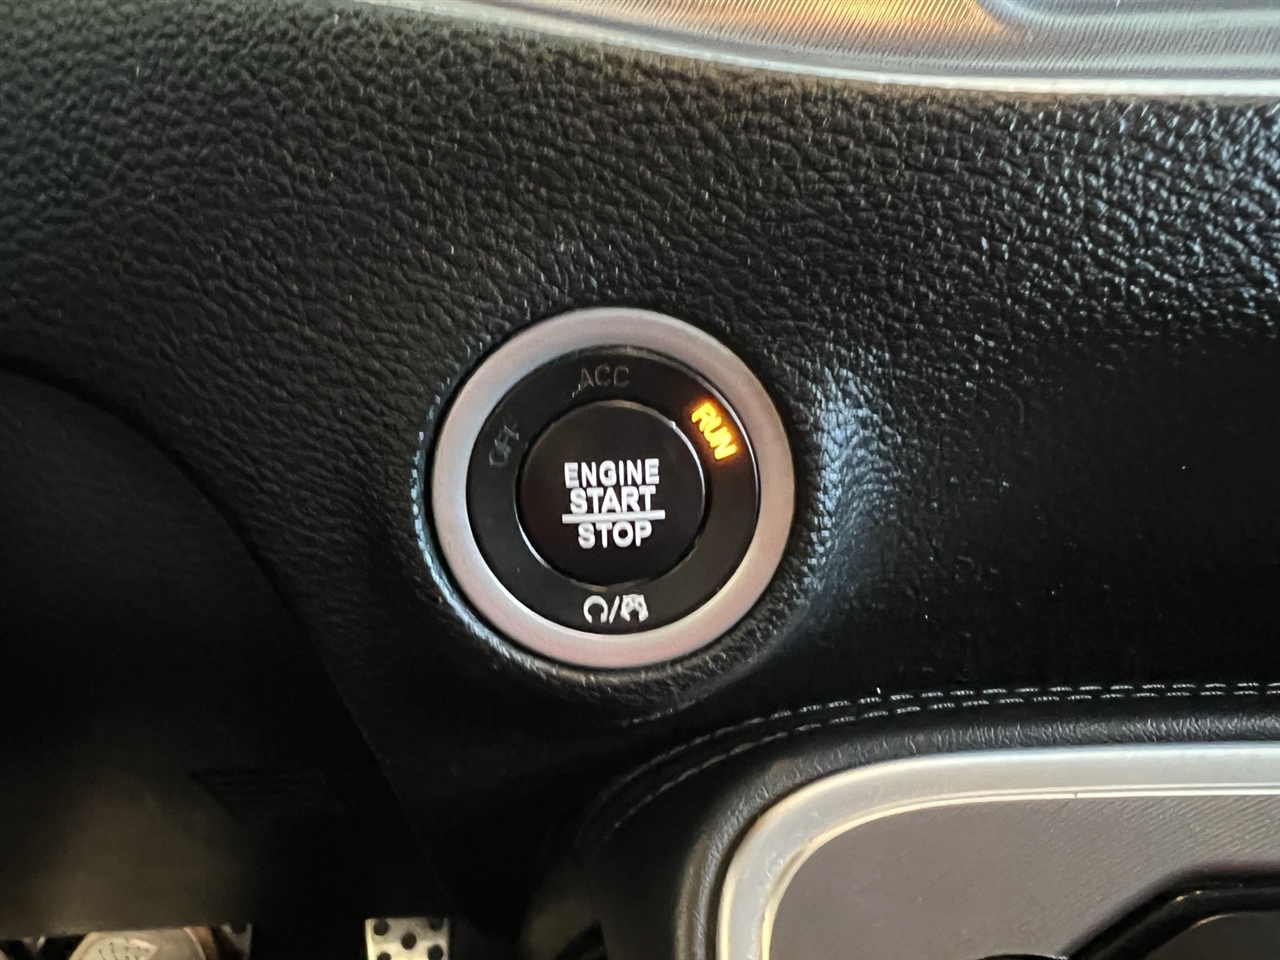 ACC
OFF
RUN
ENGINE
START
STOP